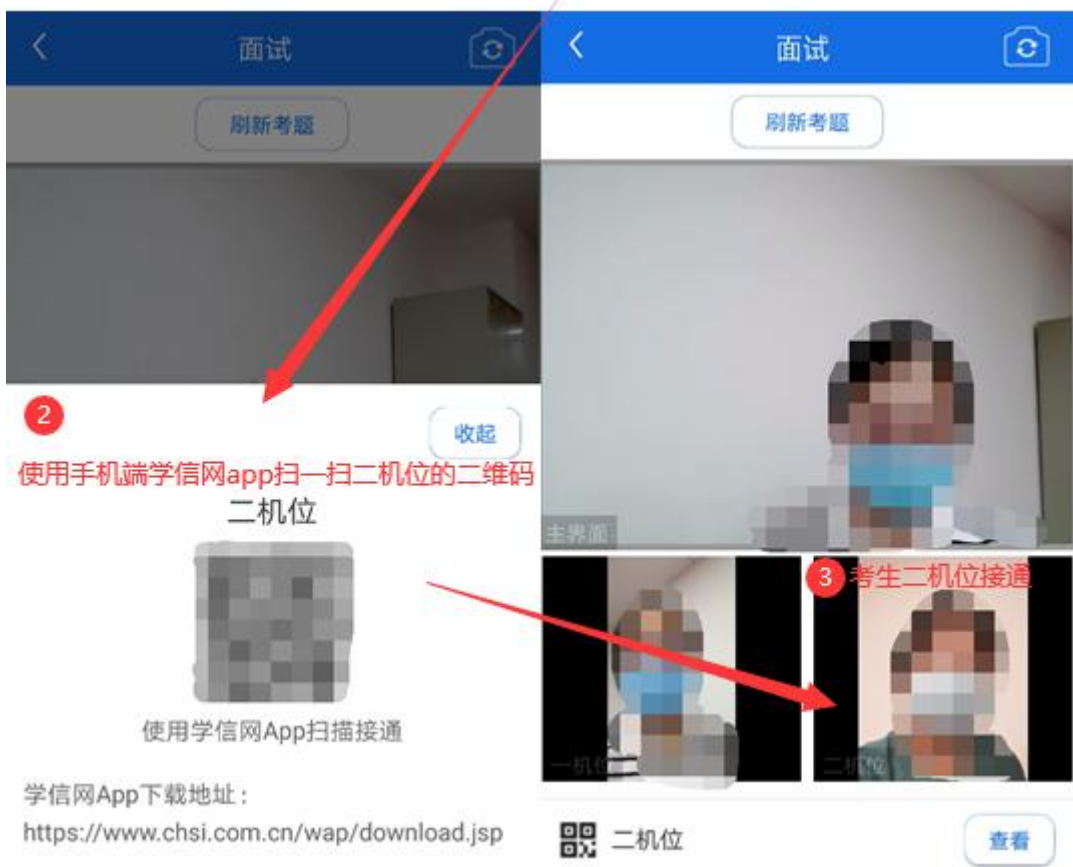 面试
刷新考题
2
收起
使用手机端学信网app扫一扫二机位的二维码
二机位
使用学信网App扫描接通
学信网App下载地址：
https://www.chsi.com.cn/wap/download.jsp
面试
刷新考题
主界面
3 考生二机位接通
一机位
二机位
二机位
查看